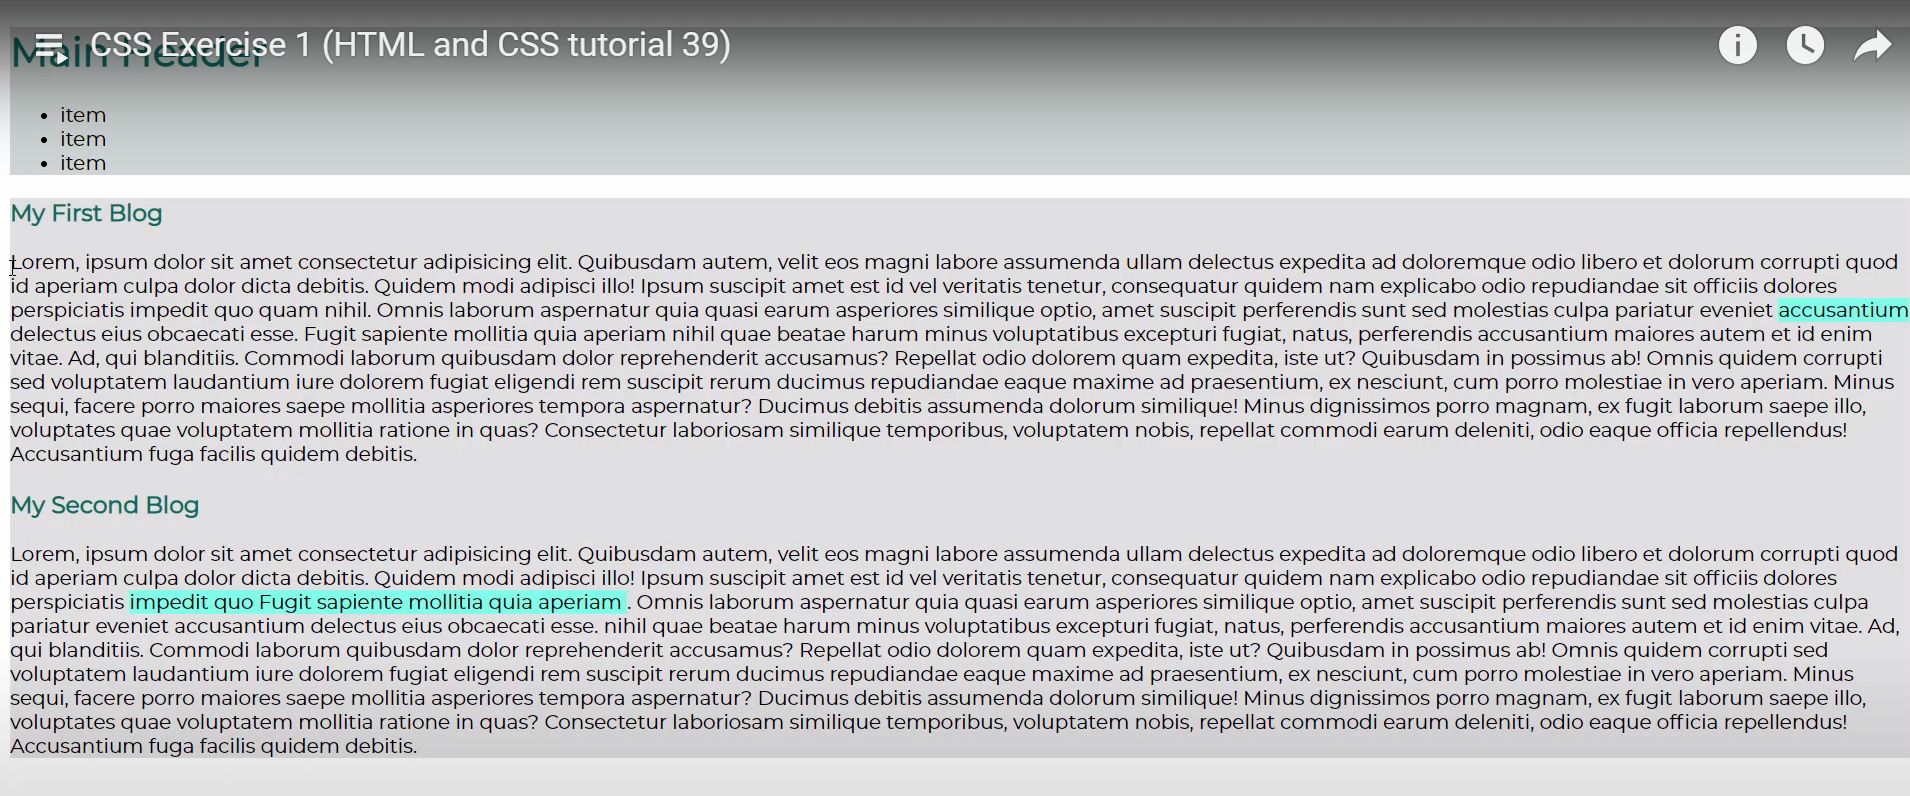 CSS Exercise 1 (HTML and CSS tutorial 39)
Main Header
• item
• item
• item
My First Blog
Lorem, ipsum dolor sit amet consectetur adipisicing elit. Quibusdam autem, velit eos magni labore assumenda ullam delectus expedita ad doloremque odio libero et dolorum corrupti quod
id aperiam culpa dolor dicta debitis. Quidem modi adipisci illo! Ipsum suscipit amet est id vel veritatis tenetur, consequatur quidem nam explicabo odio repudiandae sit officiis dolores
perspiciatis impedit quo quam nihil. Omnis laborum aspernatur quia quasi earum asperiores similique optio, amet suscipit perferendis sunt sed molestias culpa pariatur eveniet accusantium
delectus eius obcaecati esse. Fugit sapiente mollitia quia aperiam nihil quae beatae harum minus voluptatibus excepturi fugiat, natus, perferendis accusantium maiores autem et id enim
vitae. Ad, qui blanditiis. Commodi laborum quibusdam dolor reprehenderit accusamus? Repellat odio dolorem quam expedita, iste ut? Quibusdam in possimus ab! Omnis quidem corrupti
sed voluptatem laudantium iure dolorem fugiat eligendi rem suscipit rerum ducimus repudiandae eaque maxime ad praesentium, ex nesciunt, cum porro molestiae in vero aperiam. Minus
sequi, facere porro maiores saepe mollitia asperiores tempora aspernatur? Ducimus debitis assumenda dolorum similique! Minus dignissimos porro magnam, ex fugit laborum saepe illo,
voluptates quae voluptatem mollitia ratione in quas? Consectetur laboriosam similique temporibus, voluptatem nobis, repellat commodi earum deleniti, odio eaque officia repellendus!
Accusantium fuga facilis quidem debitis.
My Second Blog
Lorem, ipsum dolor sit amet consectetur adipisicing elit. Quibusdam autem, velit eos magni labore assumenda ullam delectus expedita ad doloremque odio libero et dolorum corrupti quod
id aperiam culpa dolor dicta debitis. Quidem modi adipisci illo! Ipsum suscipit amet est id vel veritatis tenetur, consequatur quidem nam explicabo odio repudiandae sit officiis dolores
perspiciatis impedit quo Fugit sapiente mollitia quia aperiam . Omnis laborum aspernatur quia quasi earum asperiores similique optio, amet suscipit perferendis sunt sed molestias culpa
pariatur eveniet accusantium delectus eius obcaecati esse. nihil quae beatae harum minus voluptatibus excepturi fugiat, natus, perferendis accusantium maiores autem et id enim vitae. Ad,
qui blanditiis. Commodi laborum quibusdam dolor reprehenderit accusamus? Repellat odio dolorem quam expedita, iste ut? Quibusdam in possimus ab! Omnis quidem corrupti sed
voluptatem laudantium iure dolorem fugiat eligendi rem suscipit rerum ducimus repudiandae eaque maxime ad praesentium, ex nesciunt, cum porro molestiae in vero aperiam. Minus
sequi, facere porro maiores saepe mollitia asperiores tempora aspernatur? Ducimus debitis assumenda dolorum similique! Minus dignissimos porro magnam, ex fugit laborum saepe illo,
voluptates quae voluptatem mollitia ratione in quas? Consectetur laboriosam similique temporibus, voluptatem nobis, repellat commodi earum deleniti, odio eaque officia repellendus!
Accusantium fuga facilis quidem debitis.